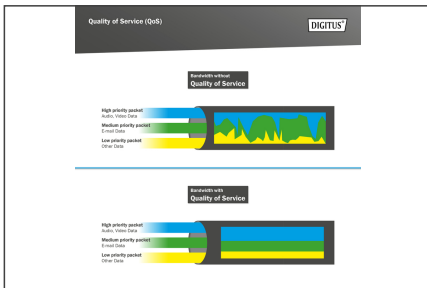 Quality of Service (QoS)
DIGITUS®
Bandwidth without
Quality of Service
High priority packet
Audio, Video Data
Medium priority packet
E-mail Data
Low priority packet
Other Data
Bandwidth with
Quality of Service
High priority packet
Audio, Video Data
Medium priority packet
E-mail Data
Low priority packet
Other Data